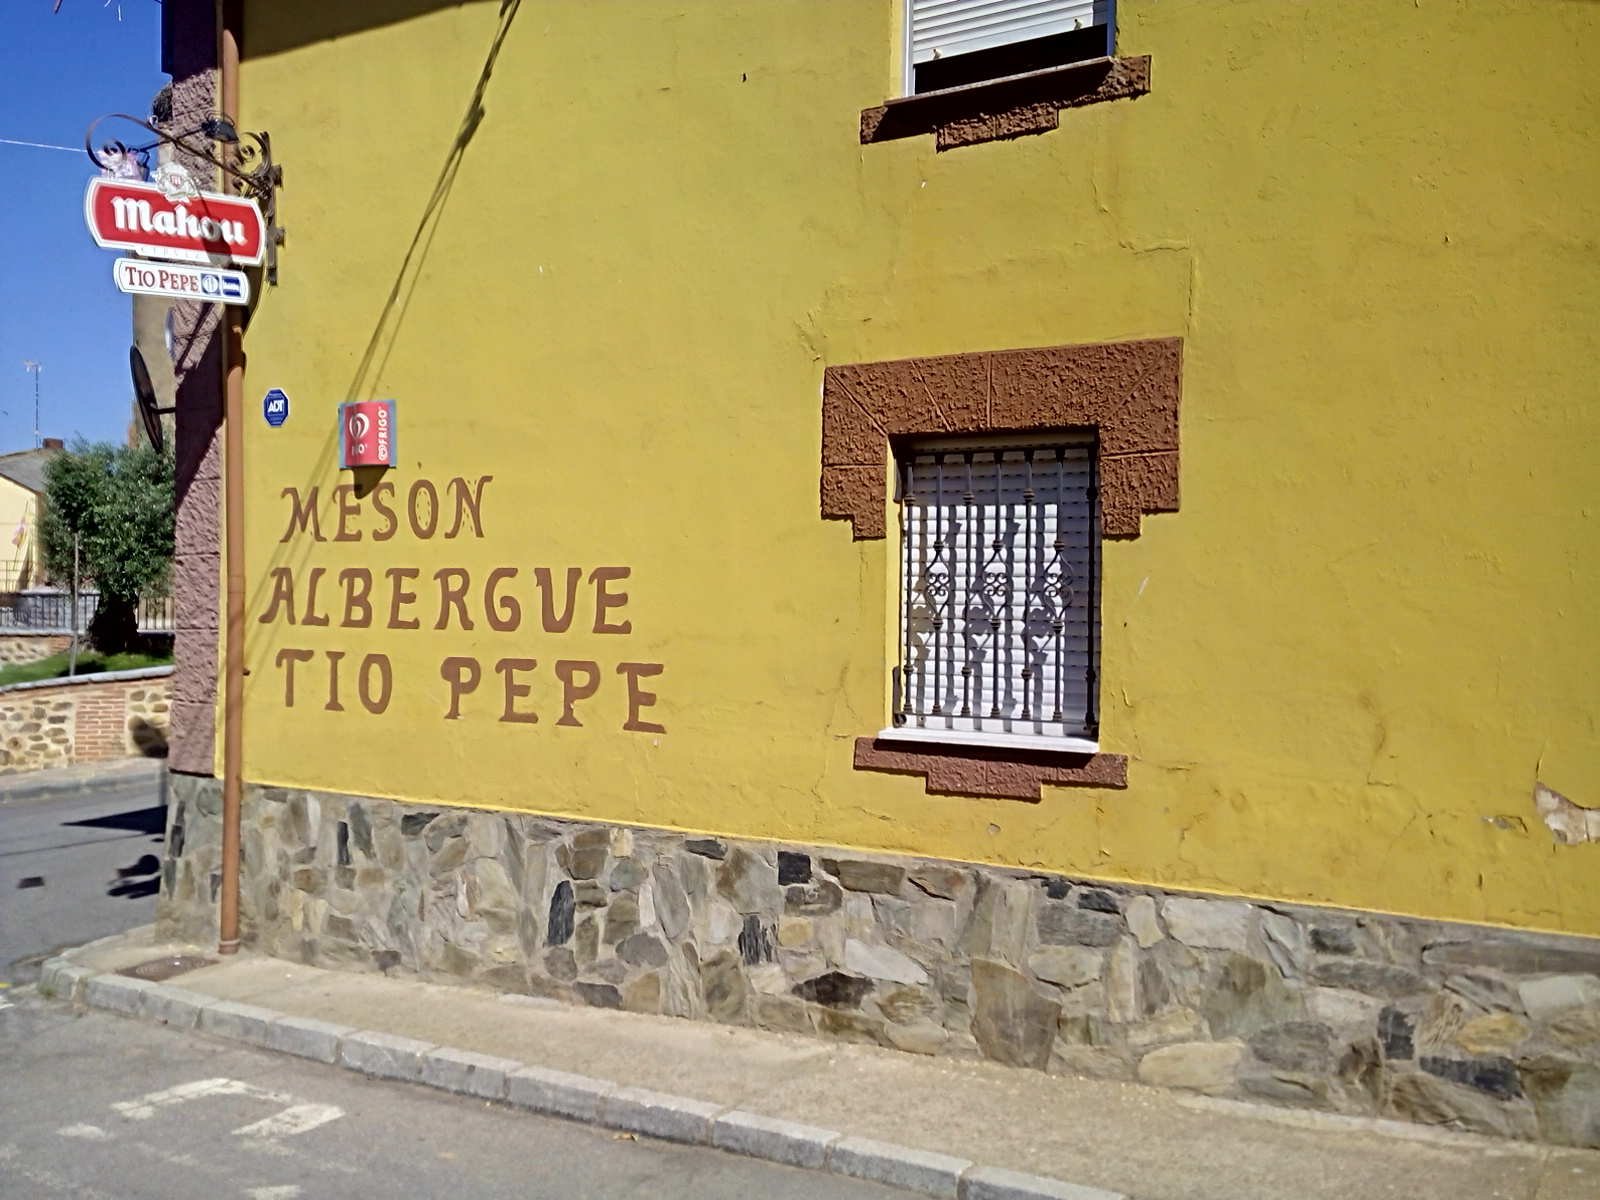 Mahou
TIO PEPE
ADT
FRIGO
MESON
ALBERGUE
TIO PEPE